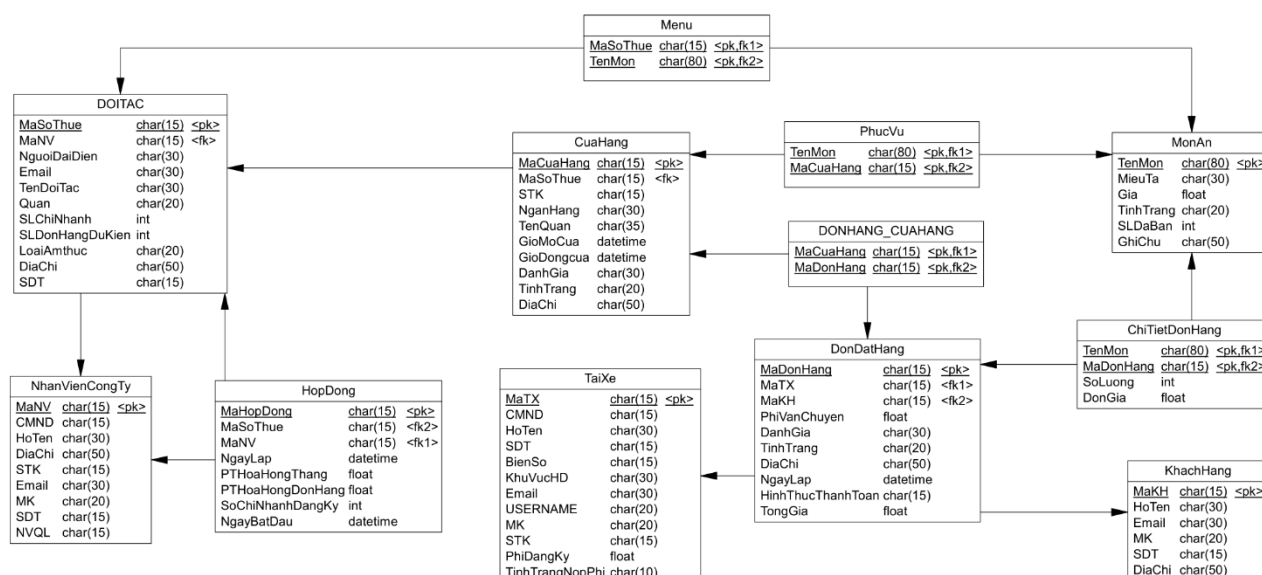 Menu
MaSoThue char(15) <pk,fk1>
TenMon char(80) <pk,fk2>
DOITAC
MaSoThue char(15) <pk>
MaNV char(15) <fk>
NguoiDaiDien char(30)
Email char(30)
TenDoiTac char(30)
Quan char(20)
SLChiNhanh int
SLDonHangDuKien int
LoaiAmthuc char(20)
DiaChi char(50)
SDT char(15)
CuaHang
MaCuaHang char(15) <pk>
MaSoThue char(15) <fk>
STK char(15)
NganHang char(30)
TenQuan char(35)
GioMoCua datetime
GioDongcua datetime
DanhGia char(30)
TinhTrang char(20)
DiaChi char(50)
PhucVu
TenMon char(80) <pk,fk1>
MaCuaHang char(15) <pk,fk2>
MonAn
TenMon char(80) <pk>
MieuTa char(30)
Gia float
TinhTrang char(20)
SLDaBan int
GhiChu char(50)
DONHANG_CUAHANG
MaCuaHang char(15) <pk,fk1>
MaDonHang char(15) <pk,fk2>
ChiTietDonHang
TenMon char(80) <pk,fk1>
MaDonHang char(15) <pk,fk2>
SoLuong int
DonGia float
DonDatHang
MaDonHang char(15) <pk>
MaTX char(15) <fk1>
MaKH char(15) <fk2>
PhiVanChuyen float
DanhGia char(30)
TinhTrang char(20)
DiaChi char(50)
NgayLap datetime
HinhThucThanhToan char(15)
TongGia float
NhanVienCongTy
MaNV char(15) <pk>
CMND char(15)
HoTen char(30)
DiaChi char(50)
STK char(15)
Email char(30)
MK char(20)
SDT char(15)
NVQL char(15)
HopDong
MaHopDong char(15) <pk>
MaSoThue char(15) <fk2>
MaNV char(15) <fk1>
NgayLap datetime
PTHoaHongThang float
PTHoaHongDonHang float
SoChiNhanhDangKy int
NgayBatDau datetime
TaiXe
MaTX char(15) <pk>
CMND char(15)
HoTen char(30)
SDT char(15)
BienSo char(15)
KhuVucHD char(30)
Email char(30)
USERNAME char(20)
MK char(20)
STK char(15)
PhiDangKy float
TinhTrangNopPhi char(10)
KhachHang
MaKH char(15) <pk>
HoTen char(30)
Email char(30)
MK char(20)
SDT char(15)
DiaChi char(50)